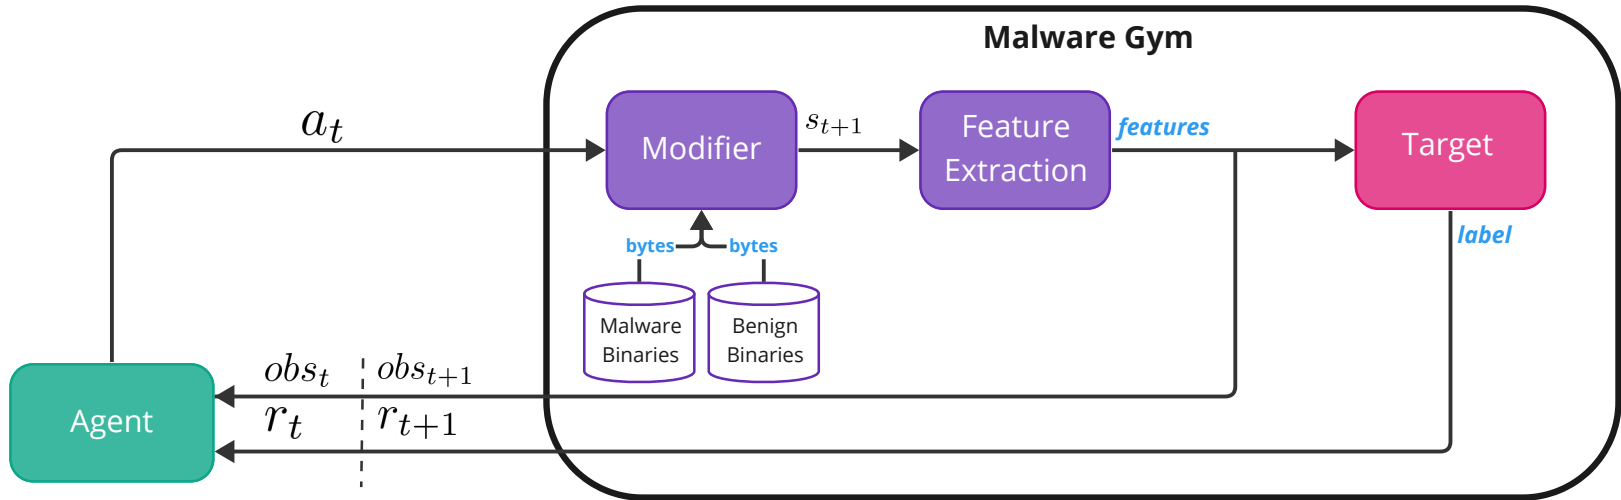 Malware Gym
a_t
Modifier
s_{t+1}
Feature
Extraction
features
Target
label
bytes
bytes
Malware
Binaries
Benign
Binaries
obs_t
obs_{t+1}
r_t
r_{t+1}
Agent